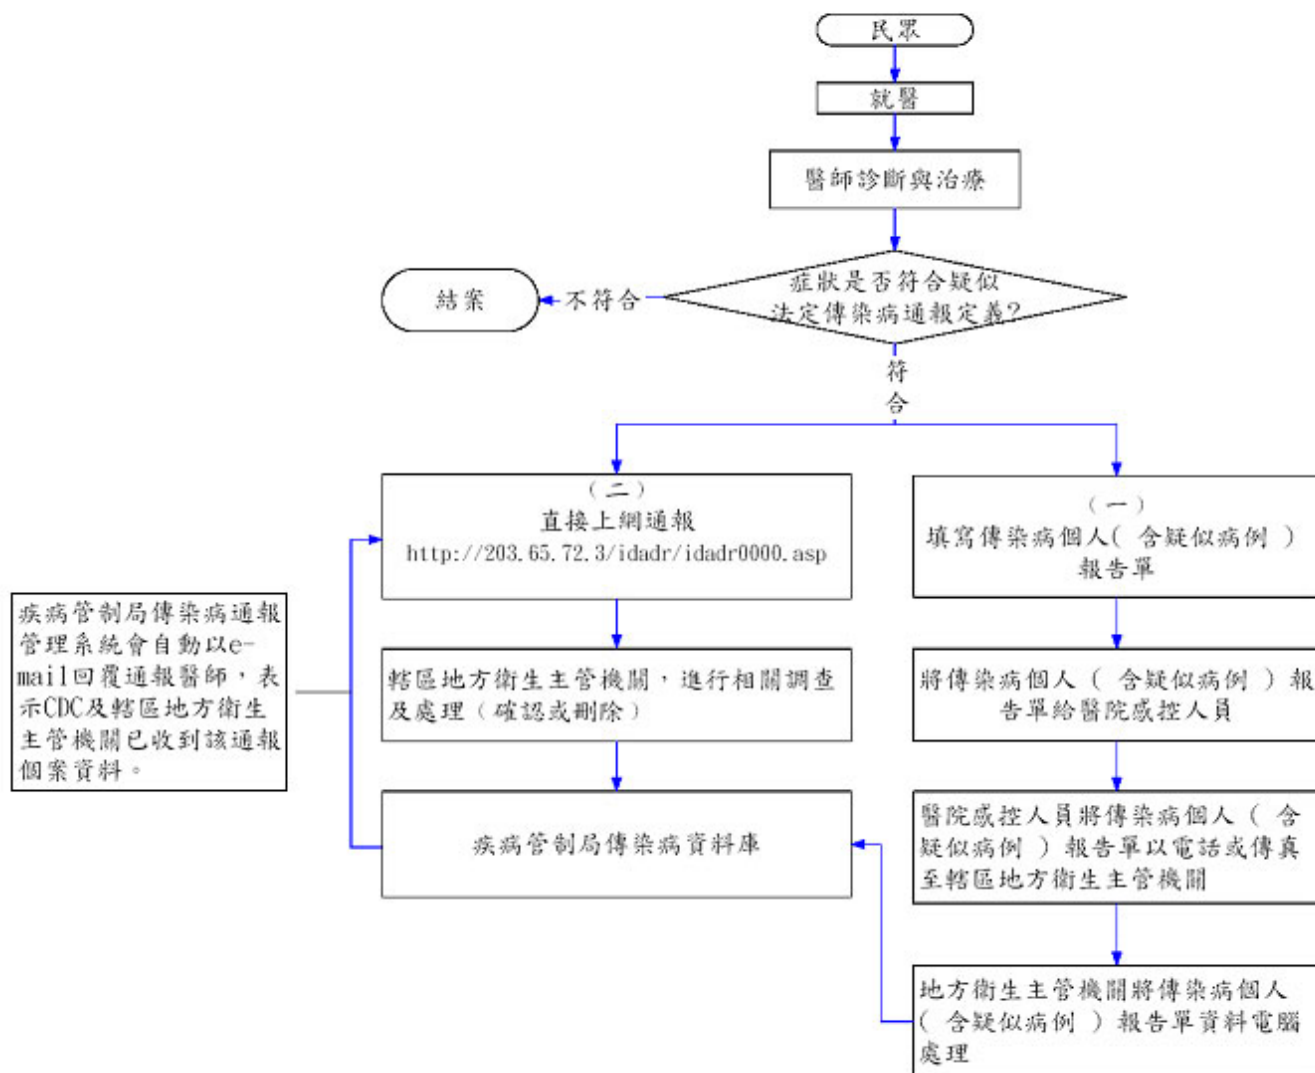 民眾
就醫
醫師診斷與治療
症狀是否符合疑似
法定傳染病通報定義?
不符合
結案
符
合
(二)
直接上網通報
http://203.65.72.3/idadr/idadr0000.asp
(一)
填寫傳染病個人( 含疑似病例 )
報告單
疾病管制局傳染病通報
管理系統會自動以e-
mail回覆通報醫師，表
示CDC及轄區地方衛生
主管機關已收到該通報
個案資料。
轄區地方衛生主管機關，進行相關調查
及處理(確認或刪除)
將傳染病個人( 含疑似病例 )報
告單給醫院感控人員
疾病管制局傳染病資料庫
醫院感控人員將傳染病個人( 含
疑似病例 )報告單以電話或傳真
至轄區地方衛生主管機關
地方衛生主管機關將傳染病個人
( 含疑似病例 )報告單資料電腦
處理